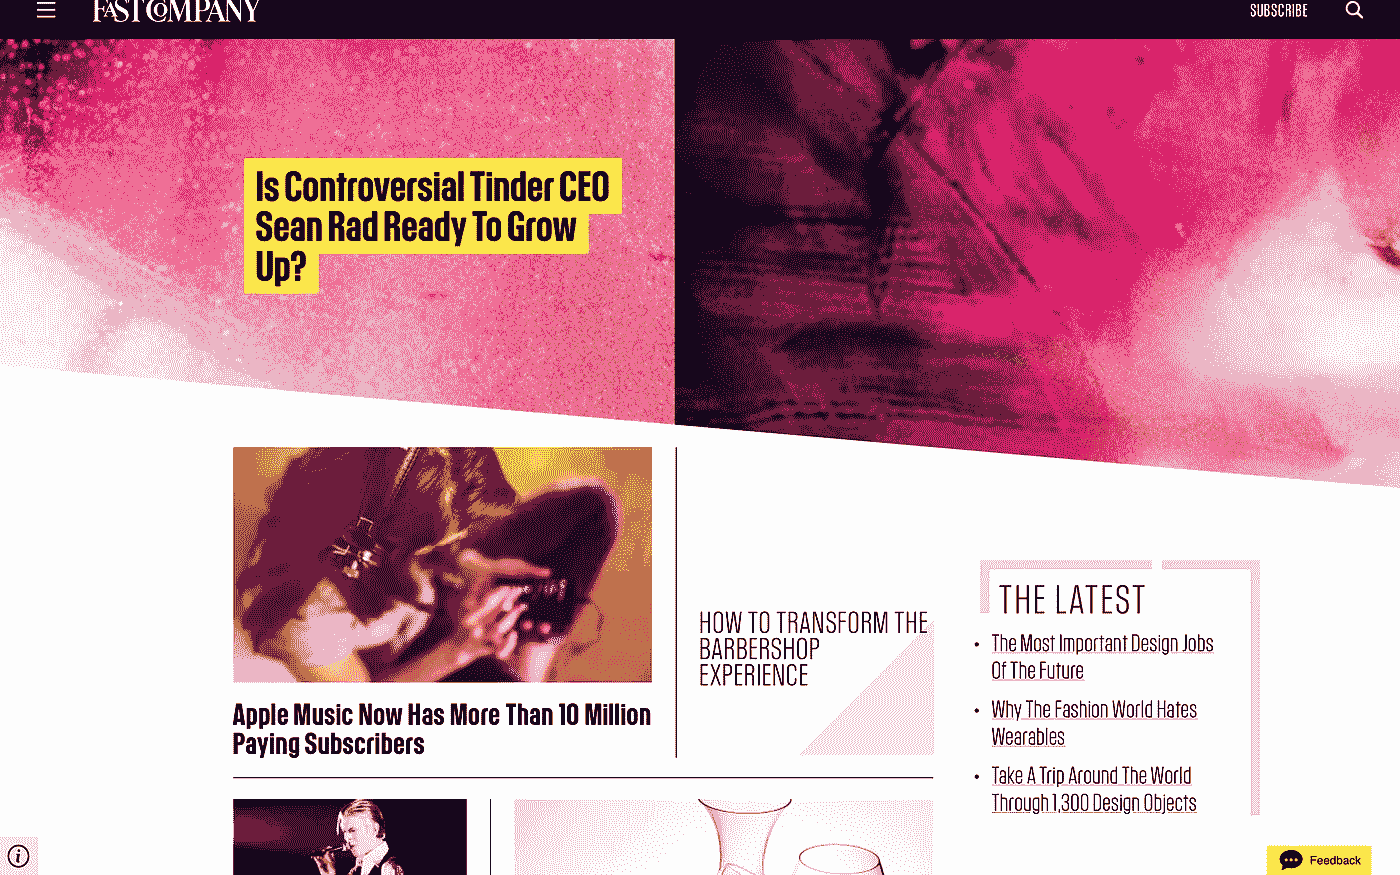 FAST COMPANY
SUBSCRIBE
Is Controversial Tinder CEO
Sean Rad Ready To Grow
Up?
Apple Music Now Has More Than 10 Million
Paying Subscribers
HOW TO TRANSFORM THE
BARBERSHOP
EXPERIENCE
THE LATEST
• The Most Important Design Jobs
Of The Future
• Why The Fashion World Hates
Wearables
• Take A Trip Around The World
Through 1,300 Design Objects
i
Feedback